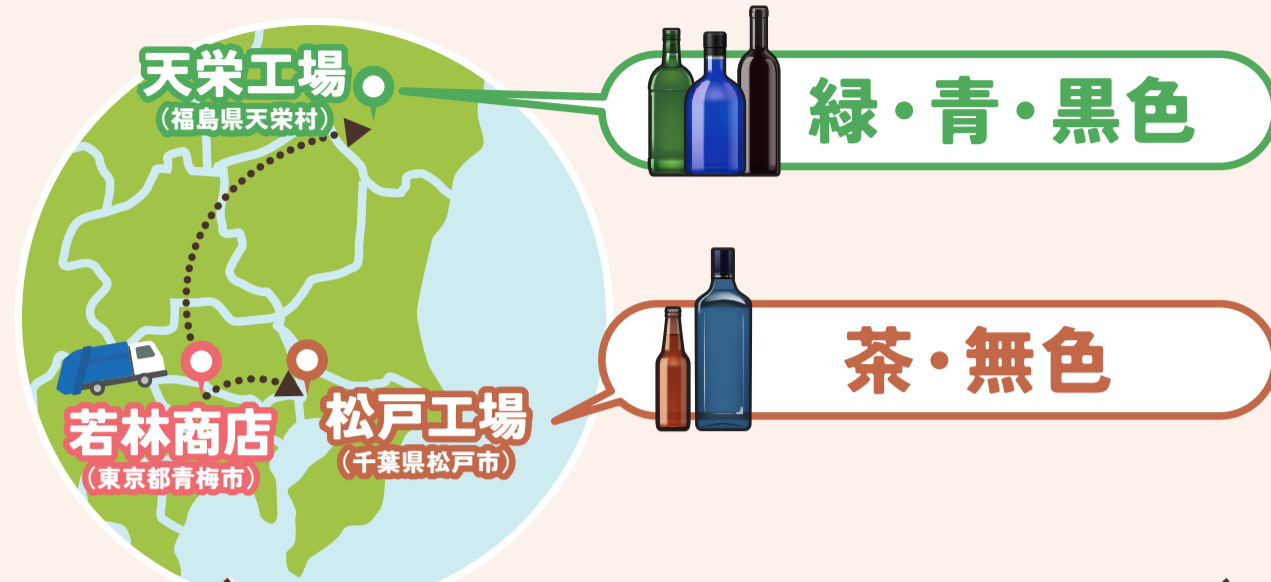 天栄工場
（福島県天栄村）
緑・青・黒色
茶・無色
若林商店
（東京都青梅市）
松戸工場
（千葉県松戸市）